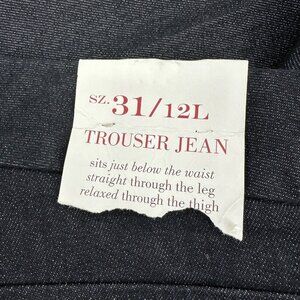 SZ. 31/12L
TROUSER JEAN
sits just below the waist
straight through the leg
relaxed through the thigh